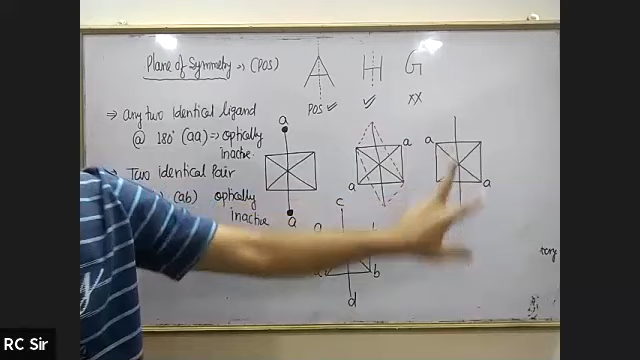 Plane of Symmetry → (POS) A H G
POS ✓ ✓ XX
⇒ Any two Identical ligand
@ 180° (aa) ⇒ optically
inactive.
⇒ Two identical Pair
(ab) optically
inactive
a
a
a
a
a
a
c
b
d
RC Sir